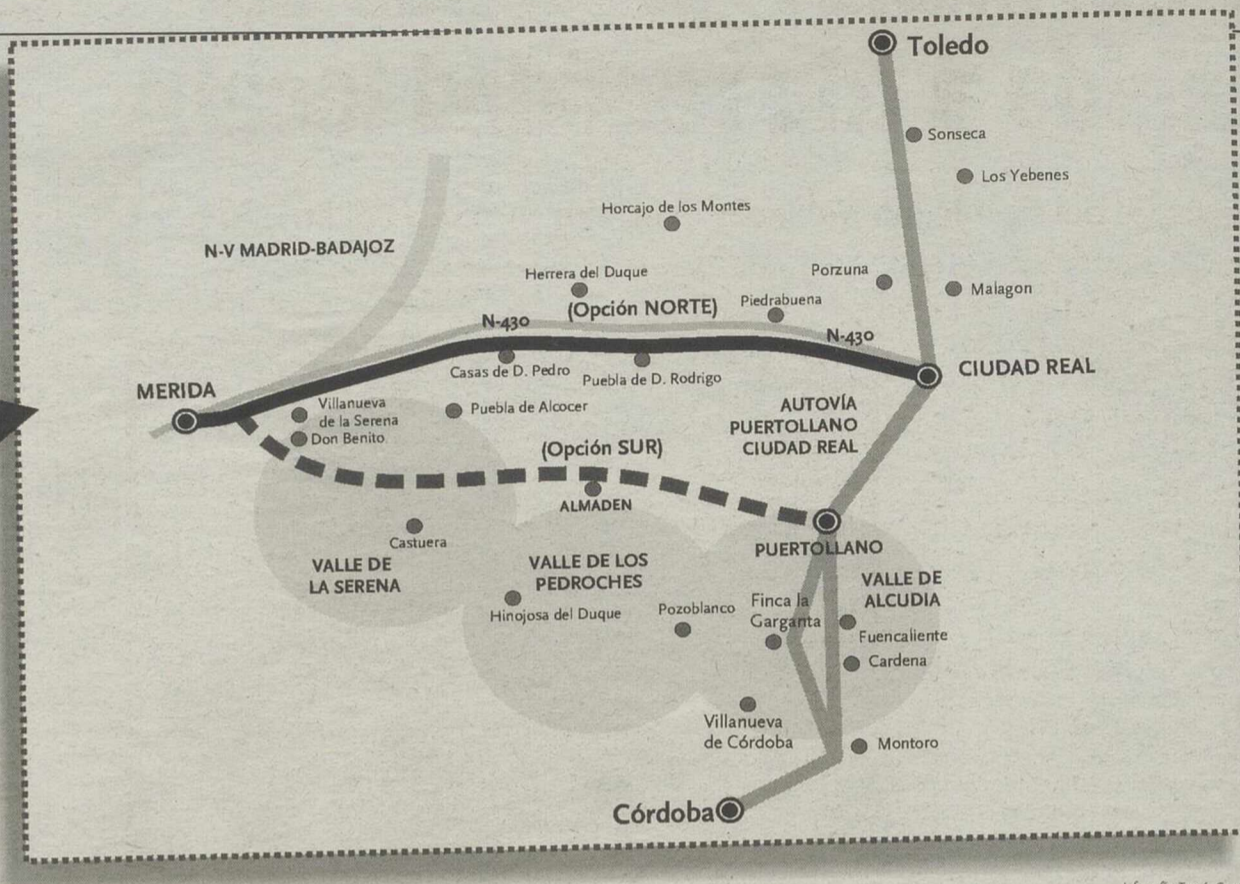 Toledo
Sonseca
Los Yebenes
Horcajo de los Montes
N-V MADRID-BADAJOZ
Herrera del Duque
Porzuna
Malagon
(Opción NORTE)
Piedrabuena
N-430
N-430
Casas de D. Pedro
Puebla de D. Rodrigo
CIUDAD REAL
MERIDA
Villanueva
de la Serena
Don Benito
Puebla de Alcocer
AUTOVÍA
PUERTOLLANO
CIUDAD REAL
(Opción SUR)
ALMADEN
Castuera
PUERTOLLANO
VALLE DE
LA SERENA
VALLE DE LOS
PEDROCHES
VALLE DE
ALCUDIA
Hinojosa del Duque
Pozoblanco
Finca la
Garganta
Fuencaliente
Cardena
Villanueva
de Córdoba
Montoro
Córdoba